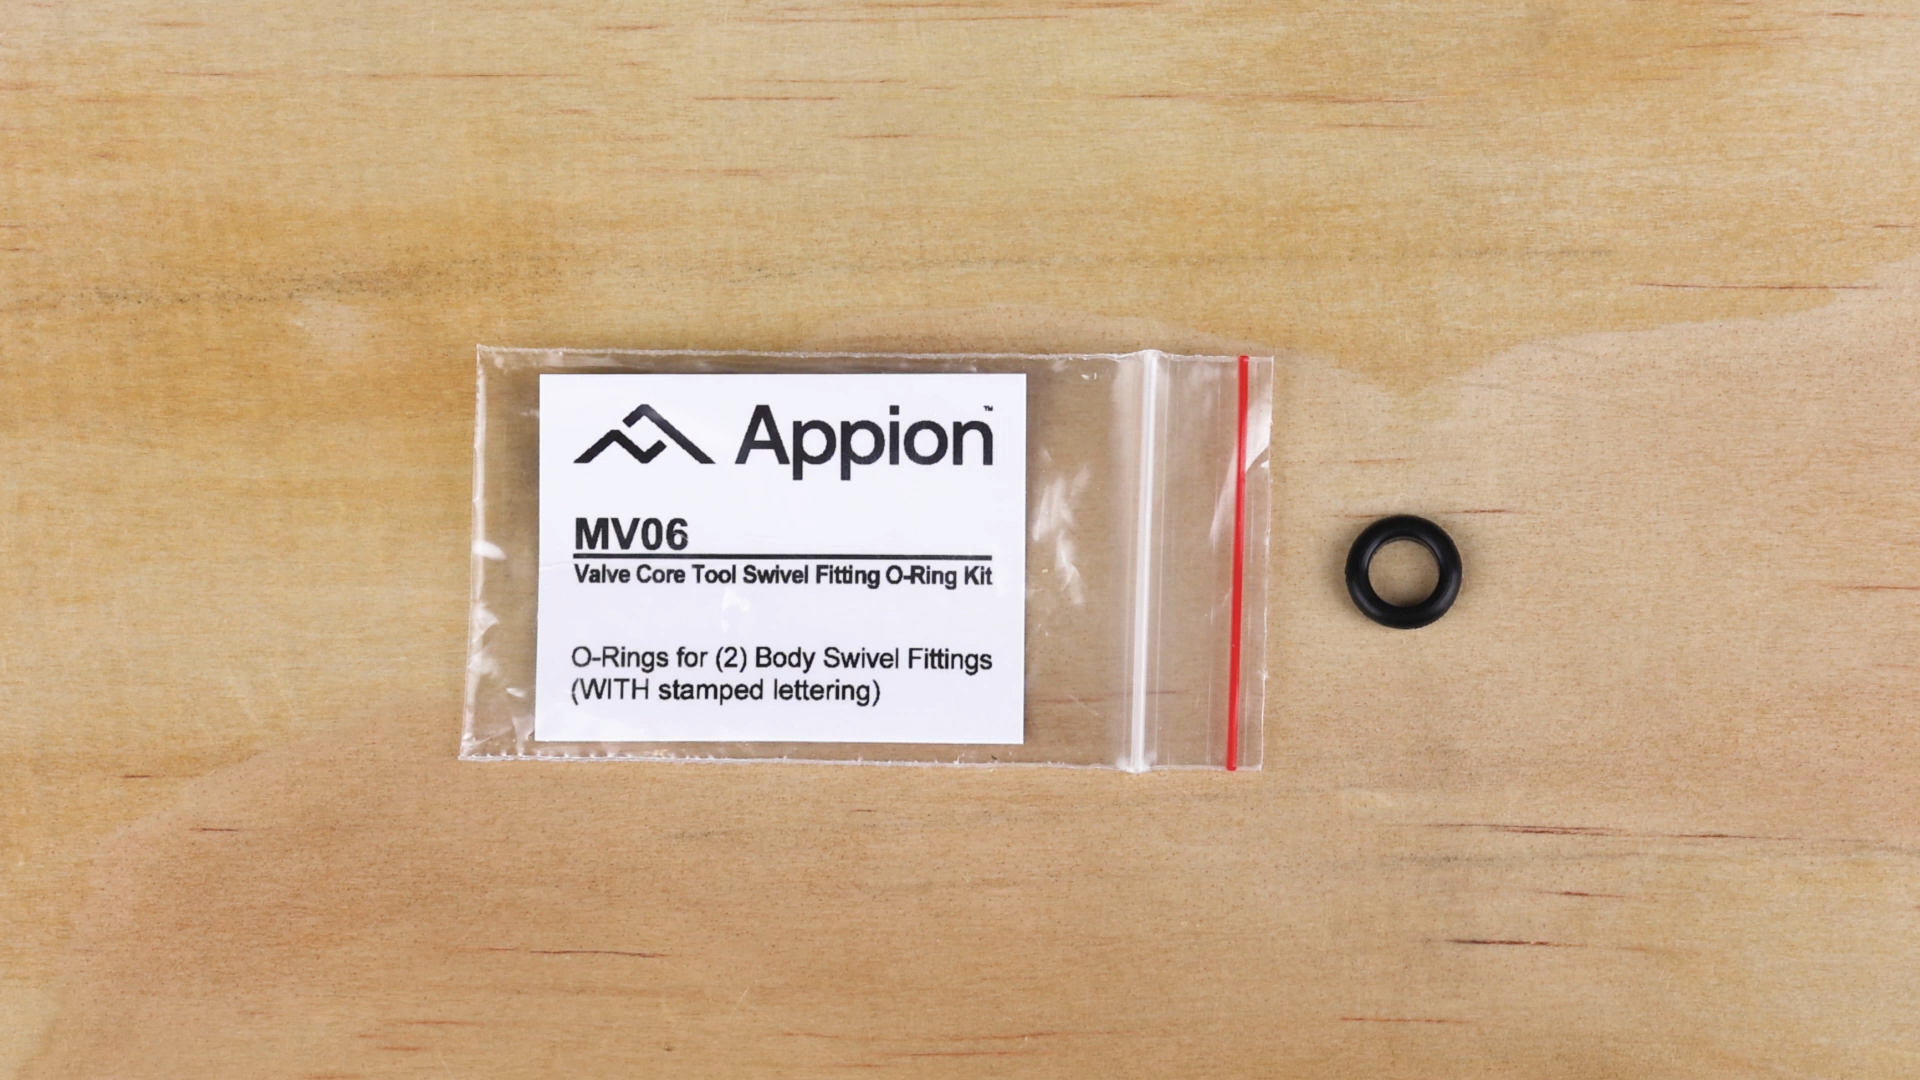 Appion™
MV06
Valve Core Tool Swivel Fitting O-Ring Kit
O-Rings for (2) Body Swivel Fittings
(WITH stamped lettering)